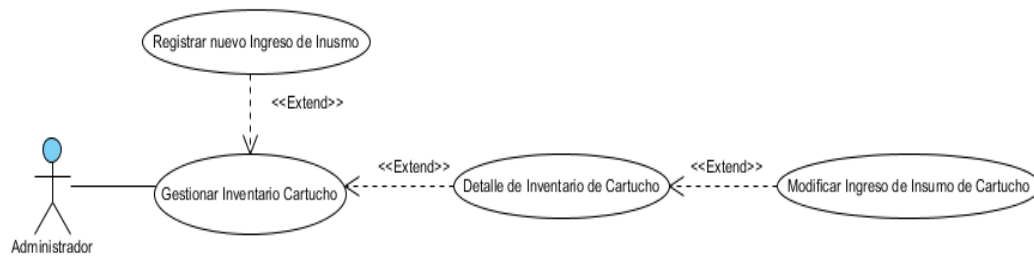 Registrar nuevo Ingreso de Inusmo
<<Extend>>
<<Extend>>
<<Extend>>
Gestionar Inventario Cartucho
Detalle de Inventario de Cartucho
Modificar Ingreso de Insumo de Cartucho
Administrador